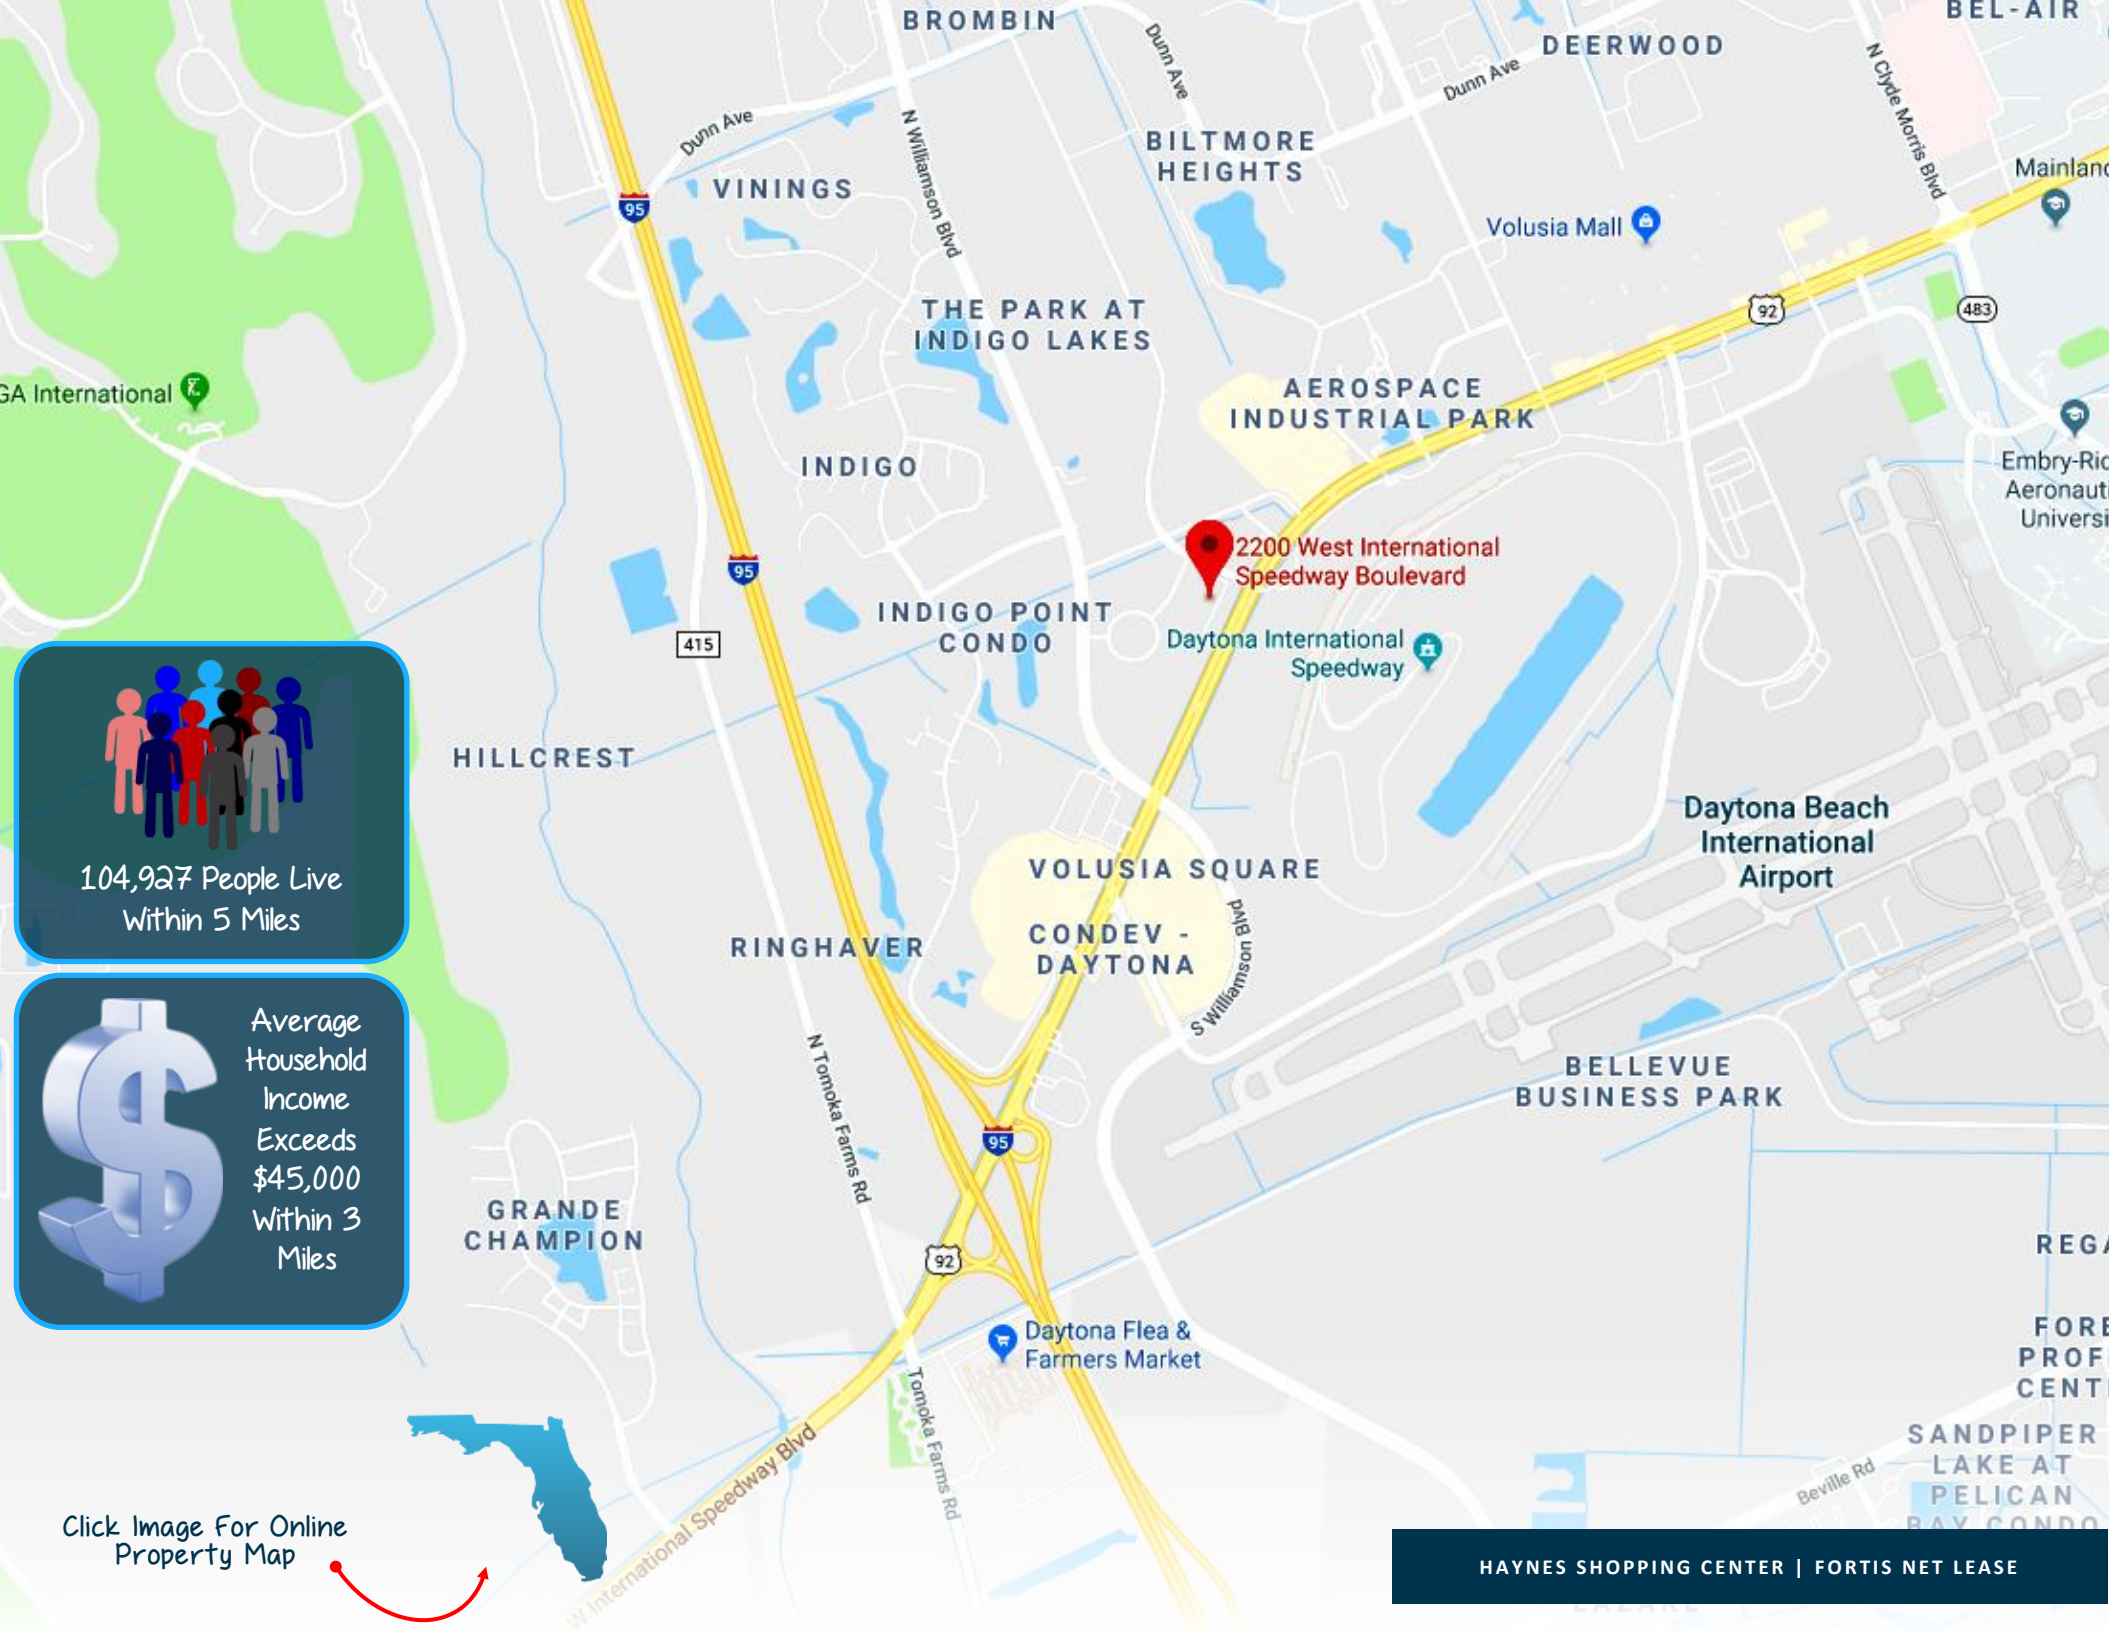 BROMBIN
BEL-AIR
DEERWOOD
Dunn Ave
Dunn Ave
N Clyde Morris Blvd
Dunn Ave
N Williamson Blvd
BILTMORE
HEIGHTS
VININGS
95
Volusia Mall
THE PARK AT
INDIGO LAKES
92
483
International
AEROSPACE
INDUSTRIAL PARK
INDIGO
95
2200 West International
Speedway Boulevard
INDIGO POINT
CONDO
415
Daytona International
Speedway
HILLCREST
Daytona Beach
International
Airport
VOLUSIA SQUARE
104,927 People Live
Within 5 Miles
RINGHAVER
CONDEV -
DAYTONA
S Williamson Blvd
Average
Household
Income
Exceeds
$45,000
Within 3
Miles
N Tomoka Farms Rd
BELLEVUE
BUSINESS PARK
95
GRANDE
CHAMPION
92
Daytona Flea &
Farmers Market
Tomoka Farms Rd
SANDPIPER
LAKE AT
PELICAN
BAY CONDO
Beville Rd
W International Speedway Blvd
Click Image For Online
Property Map
HAYNES SHOPPING CENTER | FORTIS NET LEASE